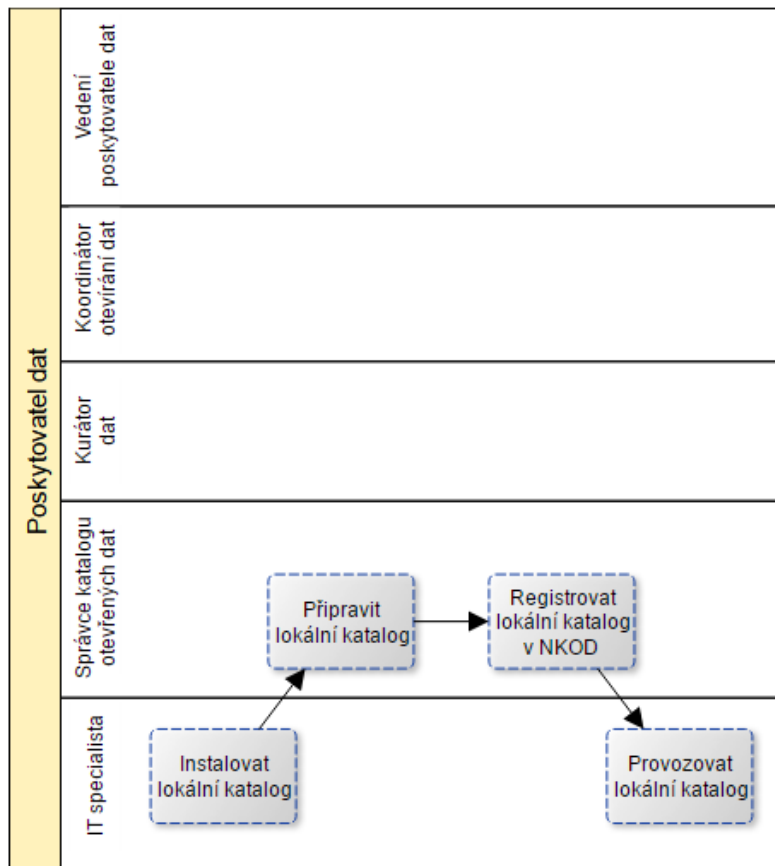 Poskytovatel dat
Vedení
poskytovatele dat
Koordinátor
otevírání dat
Kurátor
dat
Správce katalogu
otevřených dat
Připravit
lokální katalog
Registrovat
lokální katalog
v NKOD
IT specialista
Instalovat
lokální katalog
Provozovat
lokální katalog